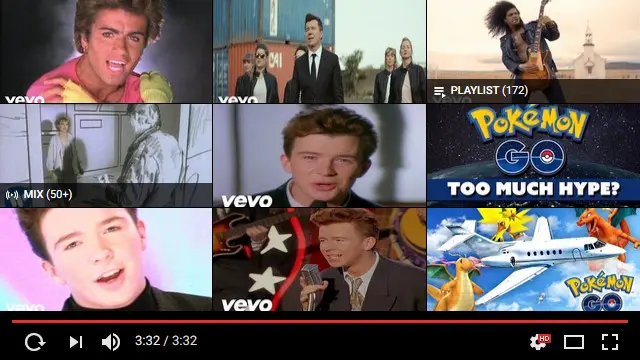 vevo
vevo
PLAYLIST (172)
MIX (50+)
vevo
POKéMON
GO
TOO MUCH HYPE?
vevo
vevo
POKéMON
GO
3:32 / 3:32
HD